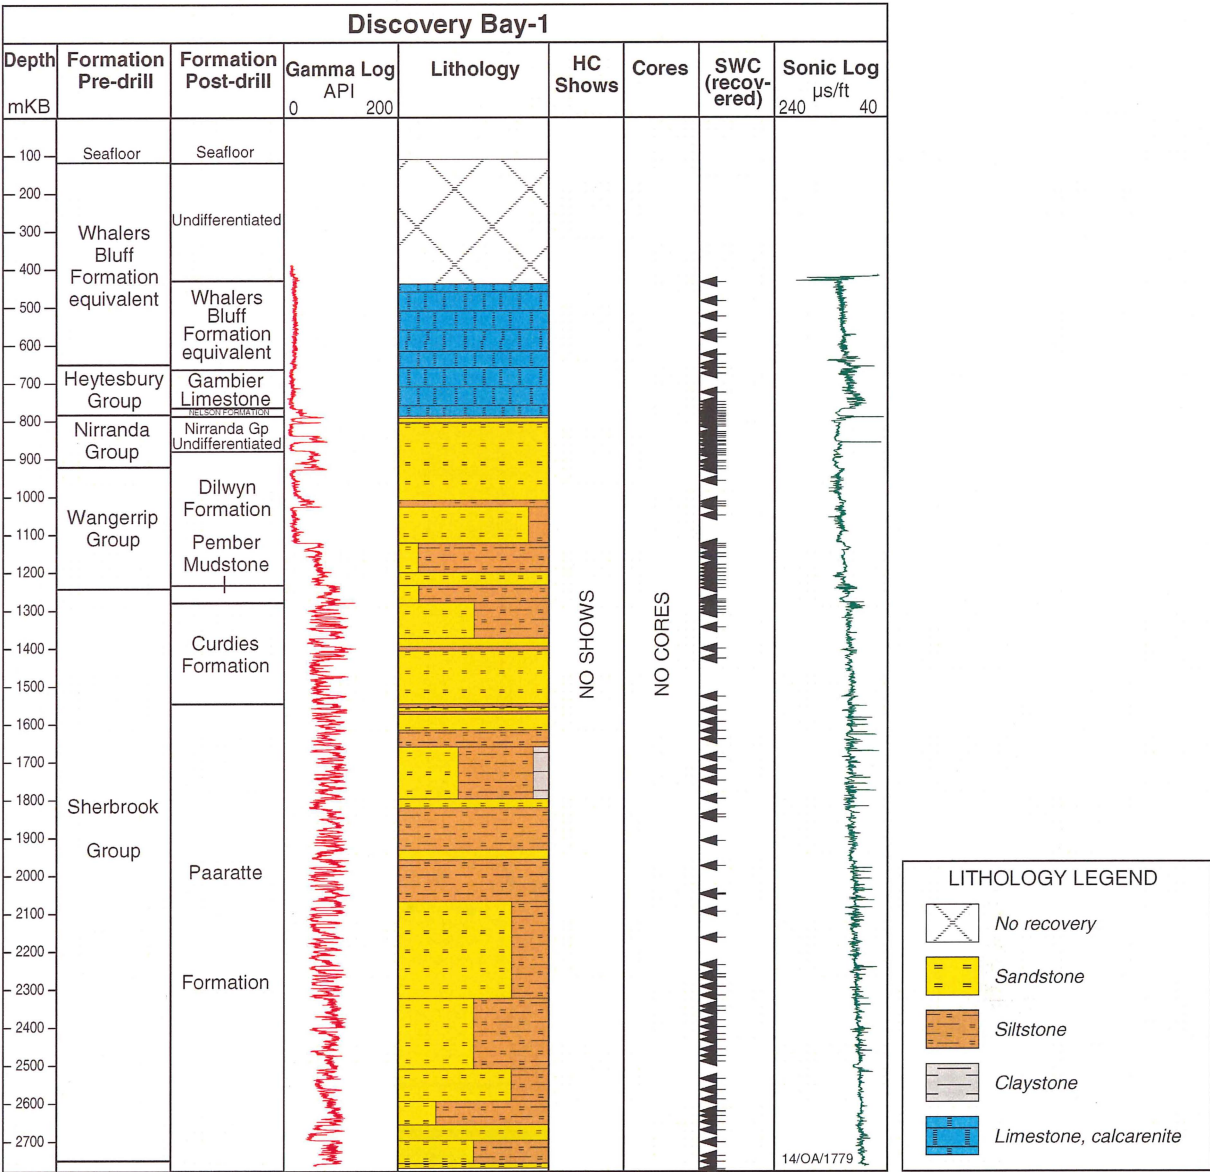 Discovery Bay-1
Depth
mKB
Formation
Pre-drill
Formation
Post-drill
Gamma Log
API
0 200
Lithology
HC
Shows
Cores
SWC
(recov-
ered)
Sonic Log
µs/ft
240 40
100
200
300
400
500
600
700
800
900
1000
1100
1200
1300
1400
1500
1600
1700
1800
1900
2000
2100
2200
2300
2400
2500
2600
2700
Seafloor
Whalers
Bluff
Formation
equivalent
Heytesbury
Group
Nirranda
Group
Wangerrip
Group
Sherbrook
Group
Seafloor
Undifferentiated
Whalers
Bluff
Formation
equivalent
Gambier
Limestone
NELSON FORMATION
Nirranda Gp
Undifferentiated
Dilwyn
Formation
Pember
Mudstone
Curdies
Formation
Paaratte
Formation
NO SHOWS
NO CORES
14/OA/1779
LITHOLOGY LEGEND
No recovery
Sandstone
Siltstone
Claystone
Limestone, calcarenite